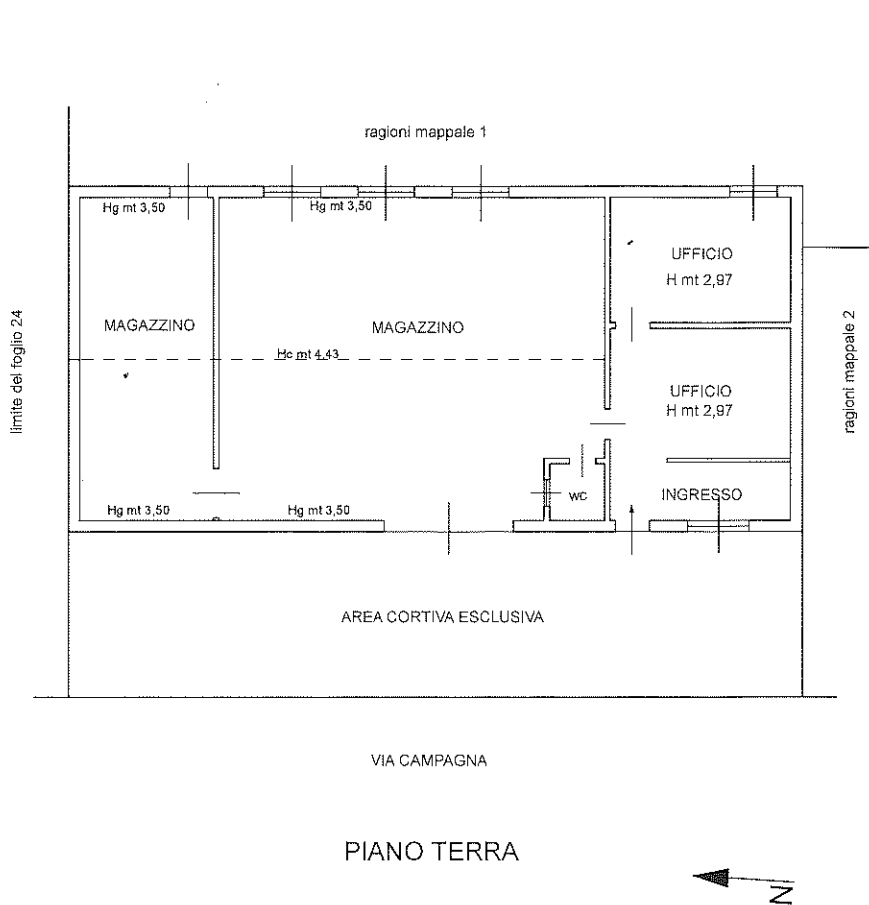 ragioni mappale 1
Hg mt 3,50
Hg mt 3,50
UFFICIO
H mt 2,97
limite del foglio 24
MAGAZZINO
MAGAZZINO
ragioni mappale 2
Hc mt 4.43
UFFICIO
H mt 2,97
WC
INGRESSO
Hg mt 3,50
Hg mt 3,50
AREA CORTIVA ESCLUSIVA
VIA CAMPAGNA
PIANO TERRA
N